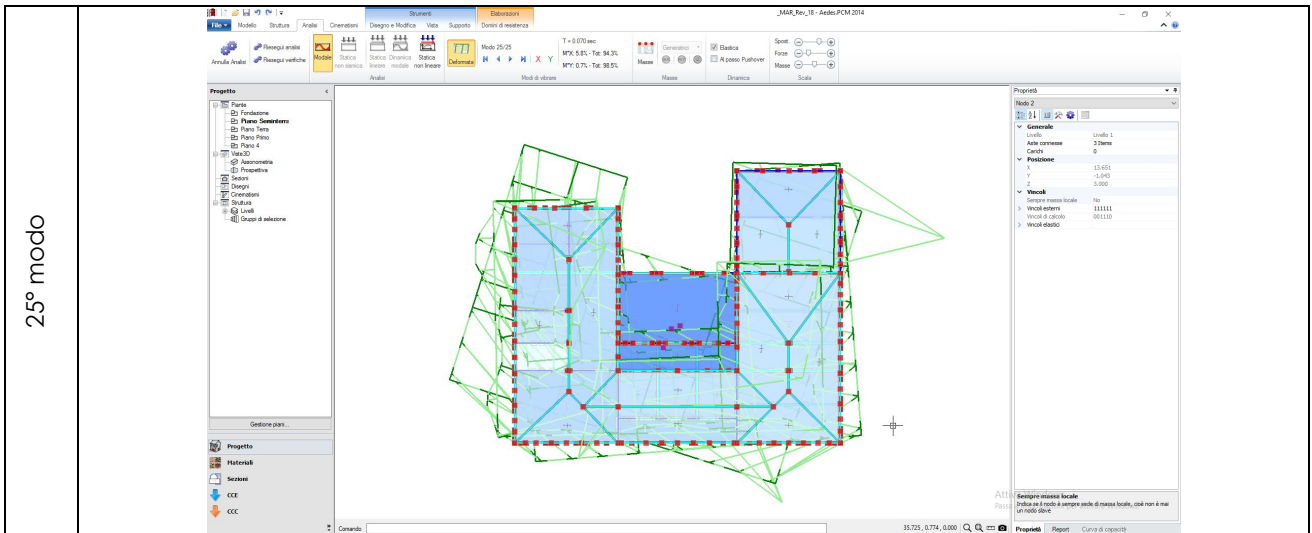 25° modo
Strumenti
Elaborazioni
_MAR_Rev_18 - Aedes.PCM 2014
File
Modello
Struttura
Analisi
Cinematismi
Disegno e Modifica
Vista
Supporto
Domini di resistenza
Annulla Analisi
Riesegui analisi
Riesegui verifiche
Modale
Statica non sismica
Statica lineare
Dinamica modale
Statica non lineare
Analisi
Deformata
Modo 25/25
X Y
T = 0.070 sec
M*X: 5.8% - Tot: 94.3%
M*Y: 0.7% - Tot: 98.5%
Modi di vibrare
Masse
Generatrici
Masse
Elastica
Al passo Pushover
Dinamica
Spost
Forze
Masse
Scala
Progetto
Piante
Fondazione
Piano Seminterra
Piano Terra
Piano Primo
Piano 4
Viste3D
Assonometria
Prospettiva
Sezioni
Disegni
Cinematismi
Struttura
Livelli
Gruppi di selezione
Gestione piani...
Progetto
Materiali
Sezioni
CCE
CCC
Comando
35.725, 0.774, 0.000
Proprietà
Nodo 2
Generale
Livello Livello 1
Aste connesse 3 Items
Carichi 0
Posizione
X 13.651
Y -1.043
Z 3.000
Vincoli
Sempre massa locale No
Vincoli esterni 111111
Vincoli di calcolo 001110
Vincoli elastici
Sempre massa locale
Indica se il nodo è sempre sede di massa locale, cioè non è mai
un nodo slave
Proprietà Report Curva di capacità